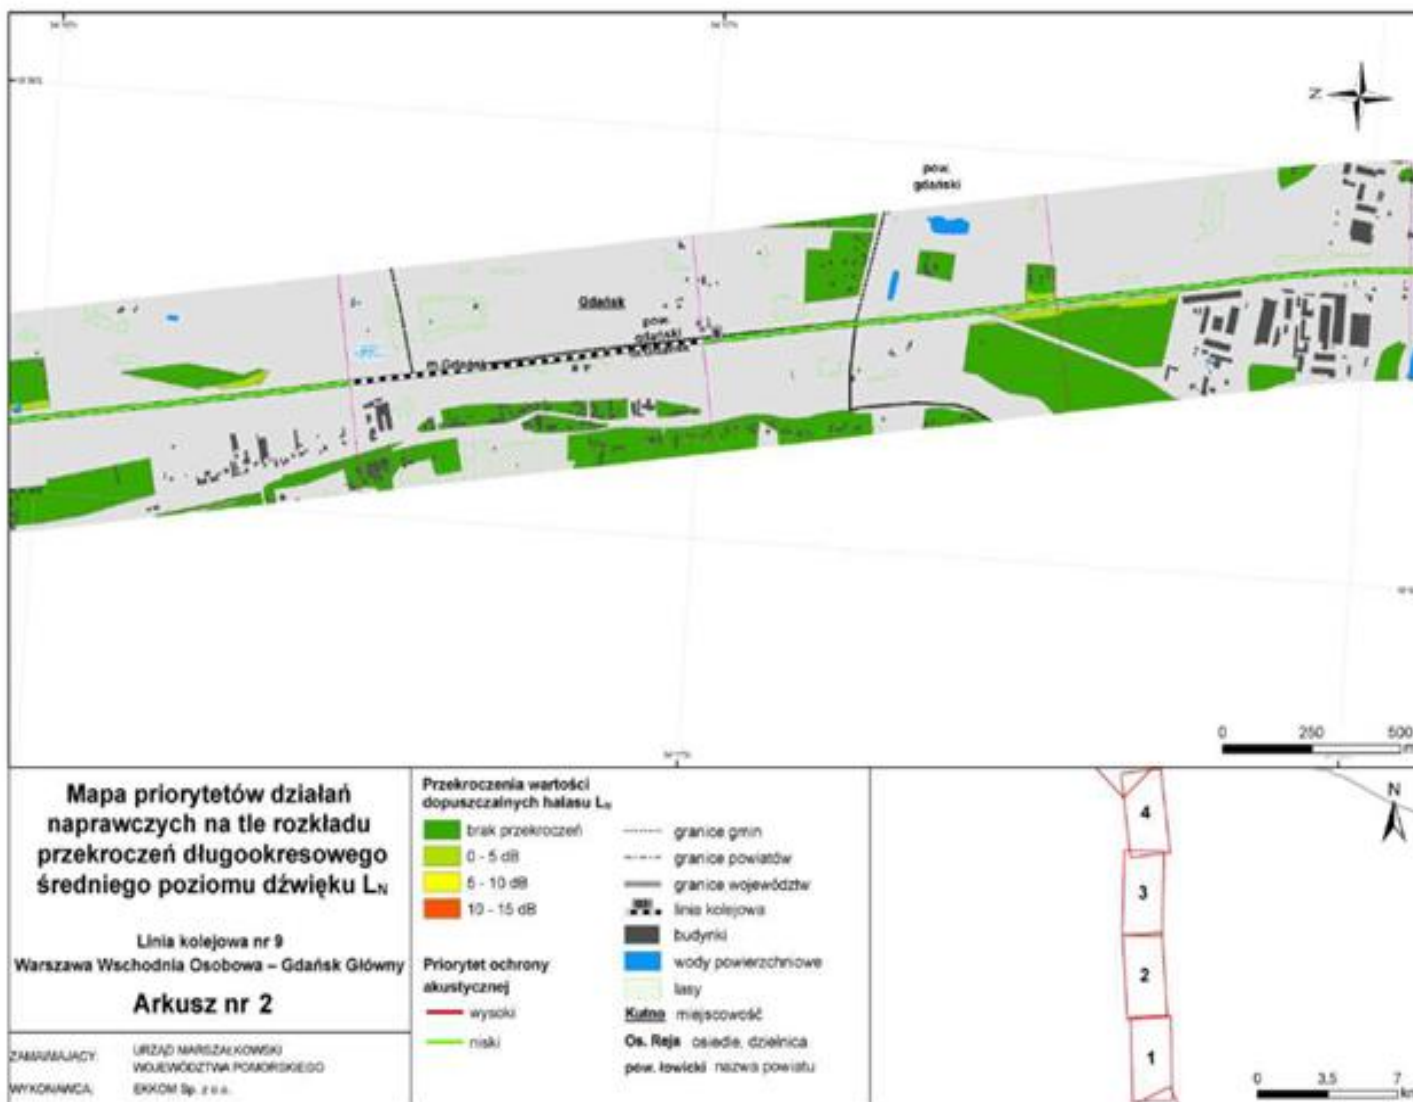 N
pow.
gdański
Gdańsk
pow.
gdański
m.Gdańsk
0 250 500
m
Mapa priorytetów działań
naprawczych na tle rozkładu
przekroczeń długookresowego
średniego poziomu dźwięku LN
Linia kolejowa nr 9
Warszawa Wschodnia Osobowa – Gdańsk Główny
Arkusz nr 2
ZAMAWIAJĄCY: URZĄD MARSZAŁKOWSKI
WOJEWÓDZTWA POMORSKIEGO
WYKONAWCA: EKKOM Sp. z o.o.
Przekroczenia wartości
dopuszczalnych hałasu LN
brak przekroczeń
0 - 5 dB
5 - 10 dB
10 - 15 dB
Priorytet ochrony
akustycznej
wysoki
niski
granice gmin
granice powiatów
granice województw
linia kolejowa
budynki
wody powierzchniowe
lasy
Kutno miejscowość
Os. Reja osiedle, dzielnica
pow. łowicki nazwa powiatu
4
3
2
1
N
0 3,5 7
km